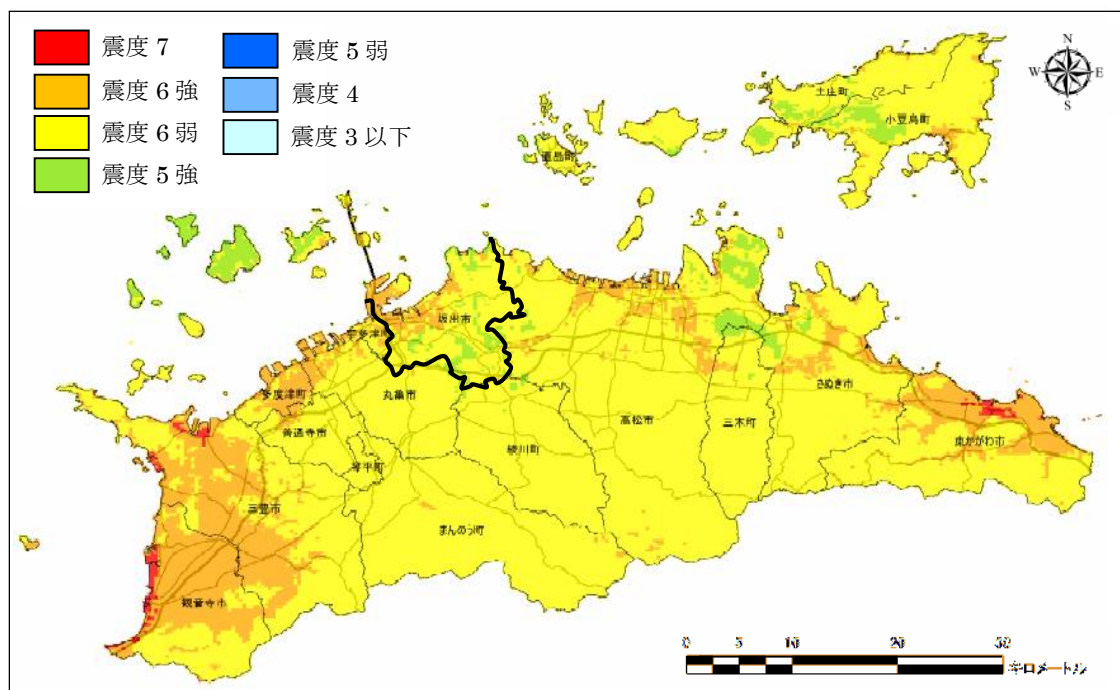 震度 7
震度 6 強
震度 6 弱
震度 5 強
震度 5 弱
震度 4
震度 3 以下
N
W E
S
土庄町
小豆島町
直島町
坂出市
宇多津町
多度津町
丸亀市
善通寺市
琴平町
綾川町
高松市
三木町
さぬき市
東かがわ市
三豊市
まんのう町
観音寺市
0 5 10 20 30
キロメートル